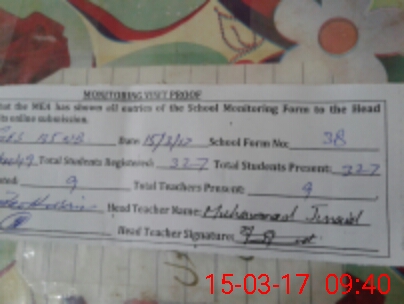 MONITORING VISIT PROOF
that the MEA has shown all entries of the School Monitoring Form to the Head
its online submission.
Date 15/3/17 School Form No: 38
Total Students Registered: 327 Total Students Present: 327
9 Total Teachers Present: 9
Head Teacher Name: Muhammad Junaid
Head Teacher Signature:
15-03-17 09:40